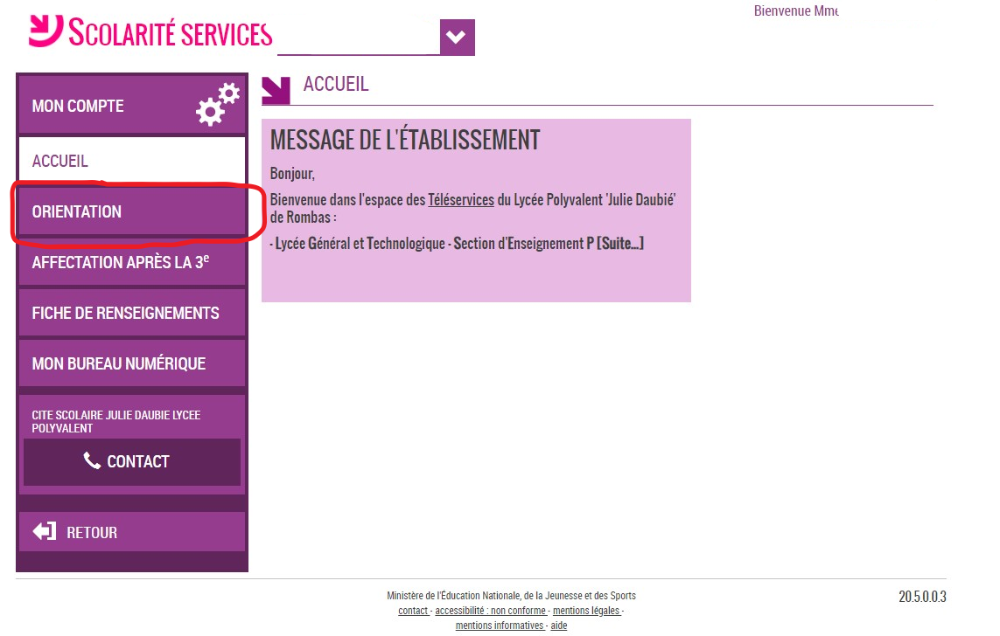 Bienvenue Mme
SCOLARITÉ SERVICES
MON COMPTE
ACCUEIL
ORIENTATION
AFFECTATION APRÈS LA 3e
FICHE DE RENSEIGNEMENTS
MON BUREAU NUMÉRIQUE
CITE SCOLAIRE JULIE DAUBIE LYCEE
POLYVALENT
CONTACT
RETOUR
ACCUEIL
MESSAGE DE L'ÉTABLISSEMENT
Bonjour,
Bienvenue dans l'espace des Téléservices du Lycée Polyvalent 'Julie Daubié'
de Rombas :
- Lycée Général et Technologique - Section d'Enseignement P [Suite...]
Ministère de l'Éducation Nationale, de la Jeunesse et des Sports
contact - accessibilité : non conforme - mentions légales -
mentions informatives - aide
20.5.0.0.3